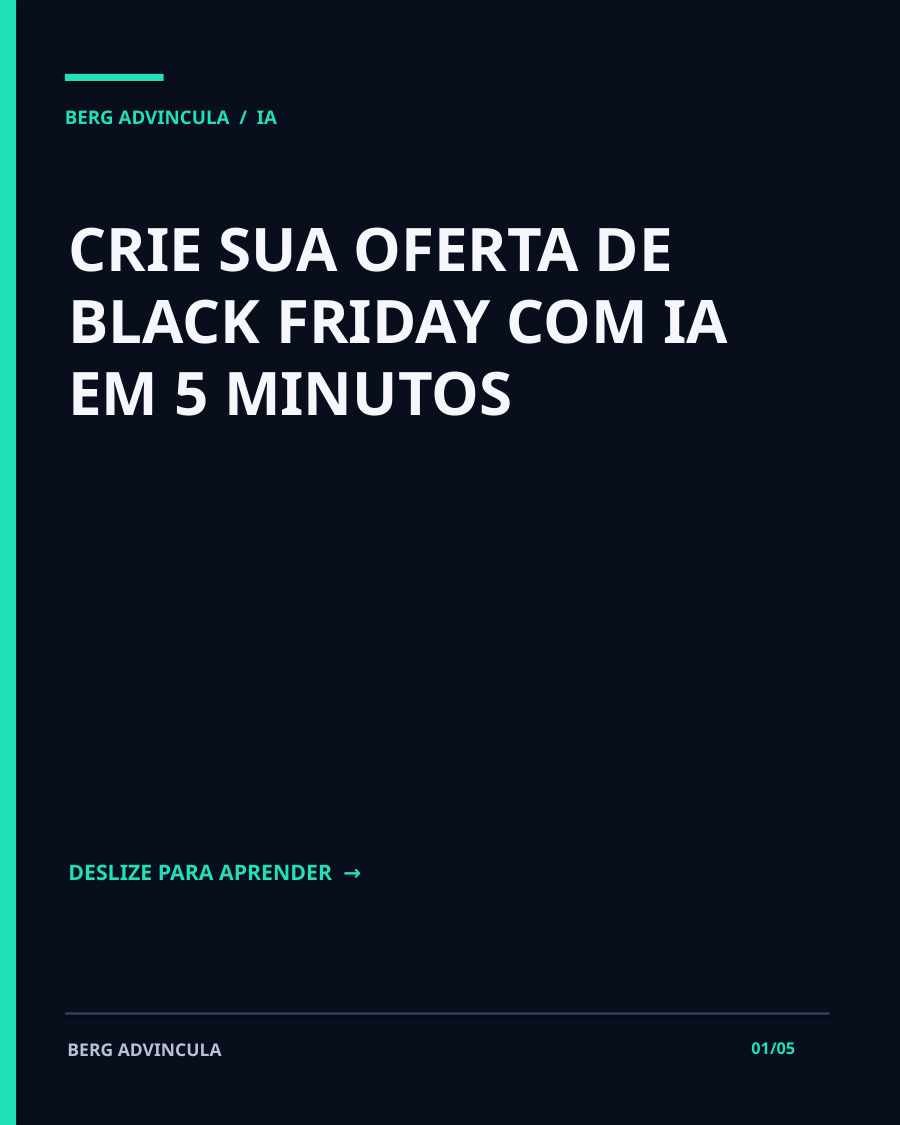 BERG ADVINCULA / IA
CRIE SUA OFERTA DE
BLACK FRIDAY COM IA
EM 5 MINUTOS
DESLIZE PARA APRENDER →
BERG ADVINCULA
01/05